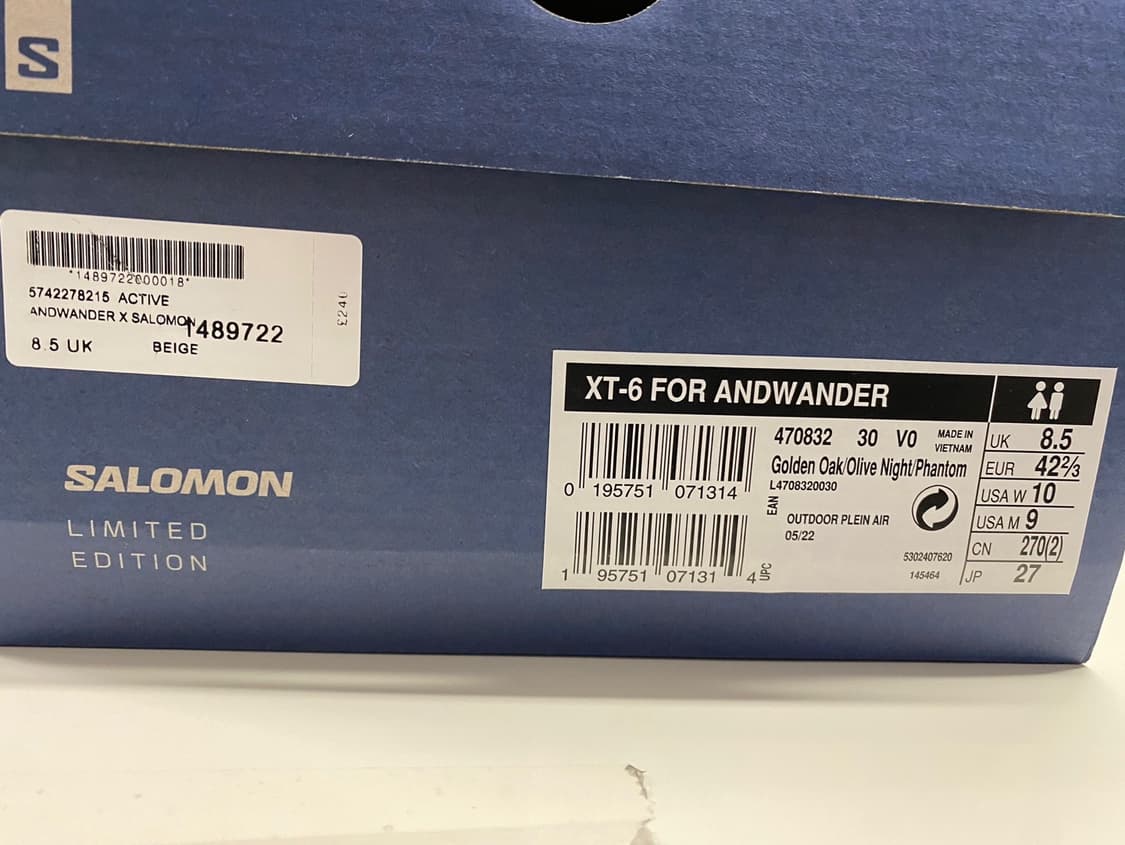 S
*1489722000018*
5742278215 ACTIVE
ANDWANDER X SALOMON
1489722
8.5 UK BEIGE
£240
SALOMON
LIMITED
EDITION
XT-6 FOR ANDWANDER
470832 30 V0 MADE IN VIETNAM
Golden Oak/Olive Night/Phantom
L4708320030
0 195751 071314
EAN
OUTDOOR PLEIN AIR
05/22
5302407620
145464
1 95751 07131 4
UPC
UK 8.5
EUR 42⅔
USA W 10
USA M 9
CN 270(2)
JP 27